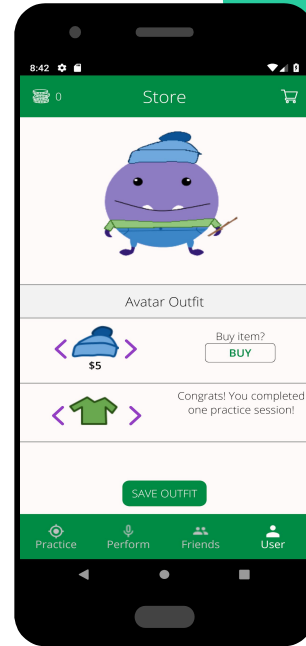 8:42
0
Store
Avatar Outfit
$5
Buy item?
BUY
Congrats! You completed
one practice session!
SAVE OUTFIT
Practice
Perform
Friends
User